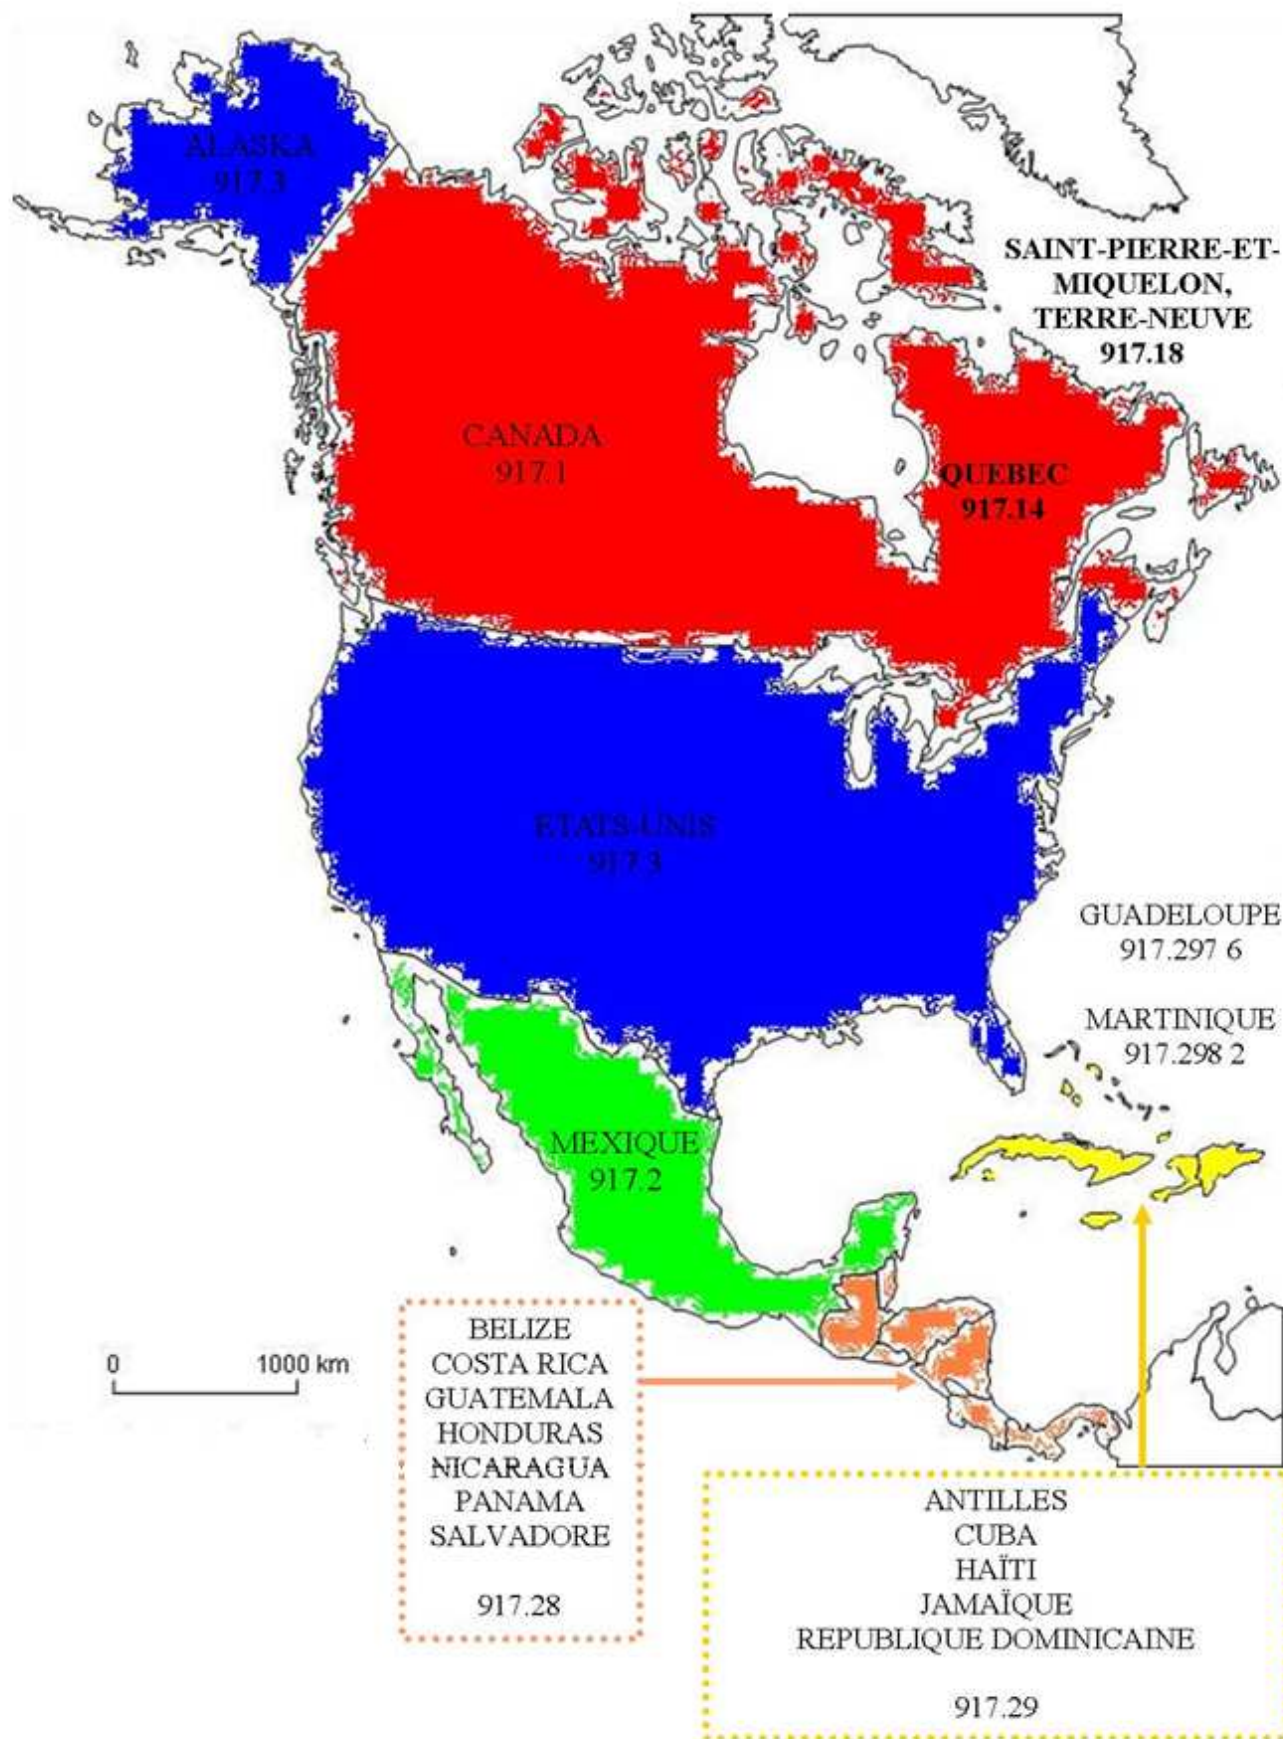 ALASKA
917.3
SAINT-PIERRE-ET-
MIQUELON,
TERRE-NEUVE
917.18
CANADA
917.1
QUEBEC
917.14
ETATS-UNIS
917.3
GUADELOUPE
917.297 6
MARTINIQUE
917.298 2
MEXIQUE
917.2
0 1000 km
BELIZE
COSTA RICA
GUATEMALA
HONDURAS
NICARAGUA
PANAMA
SALVADORE
917.28
ANTILLES
CUBA
HAÏTI
JAMAÏQUE
REPUBLIQUE DOMINICAINE
917.29